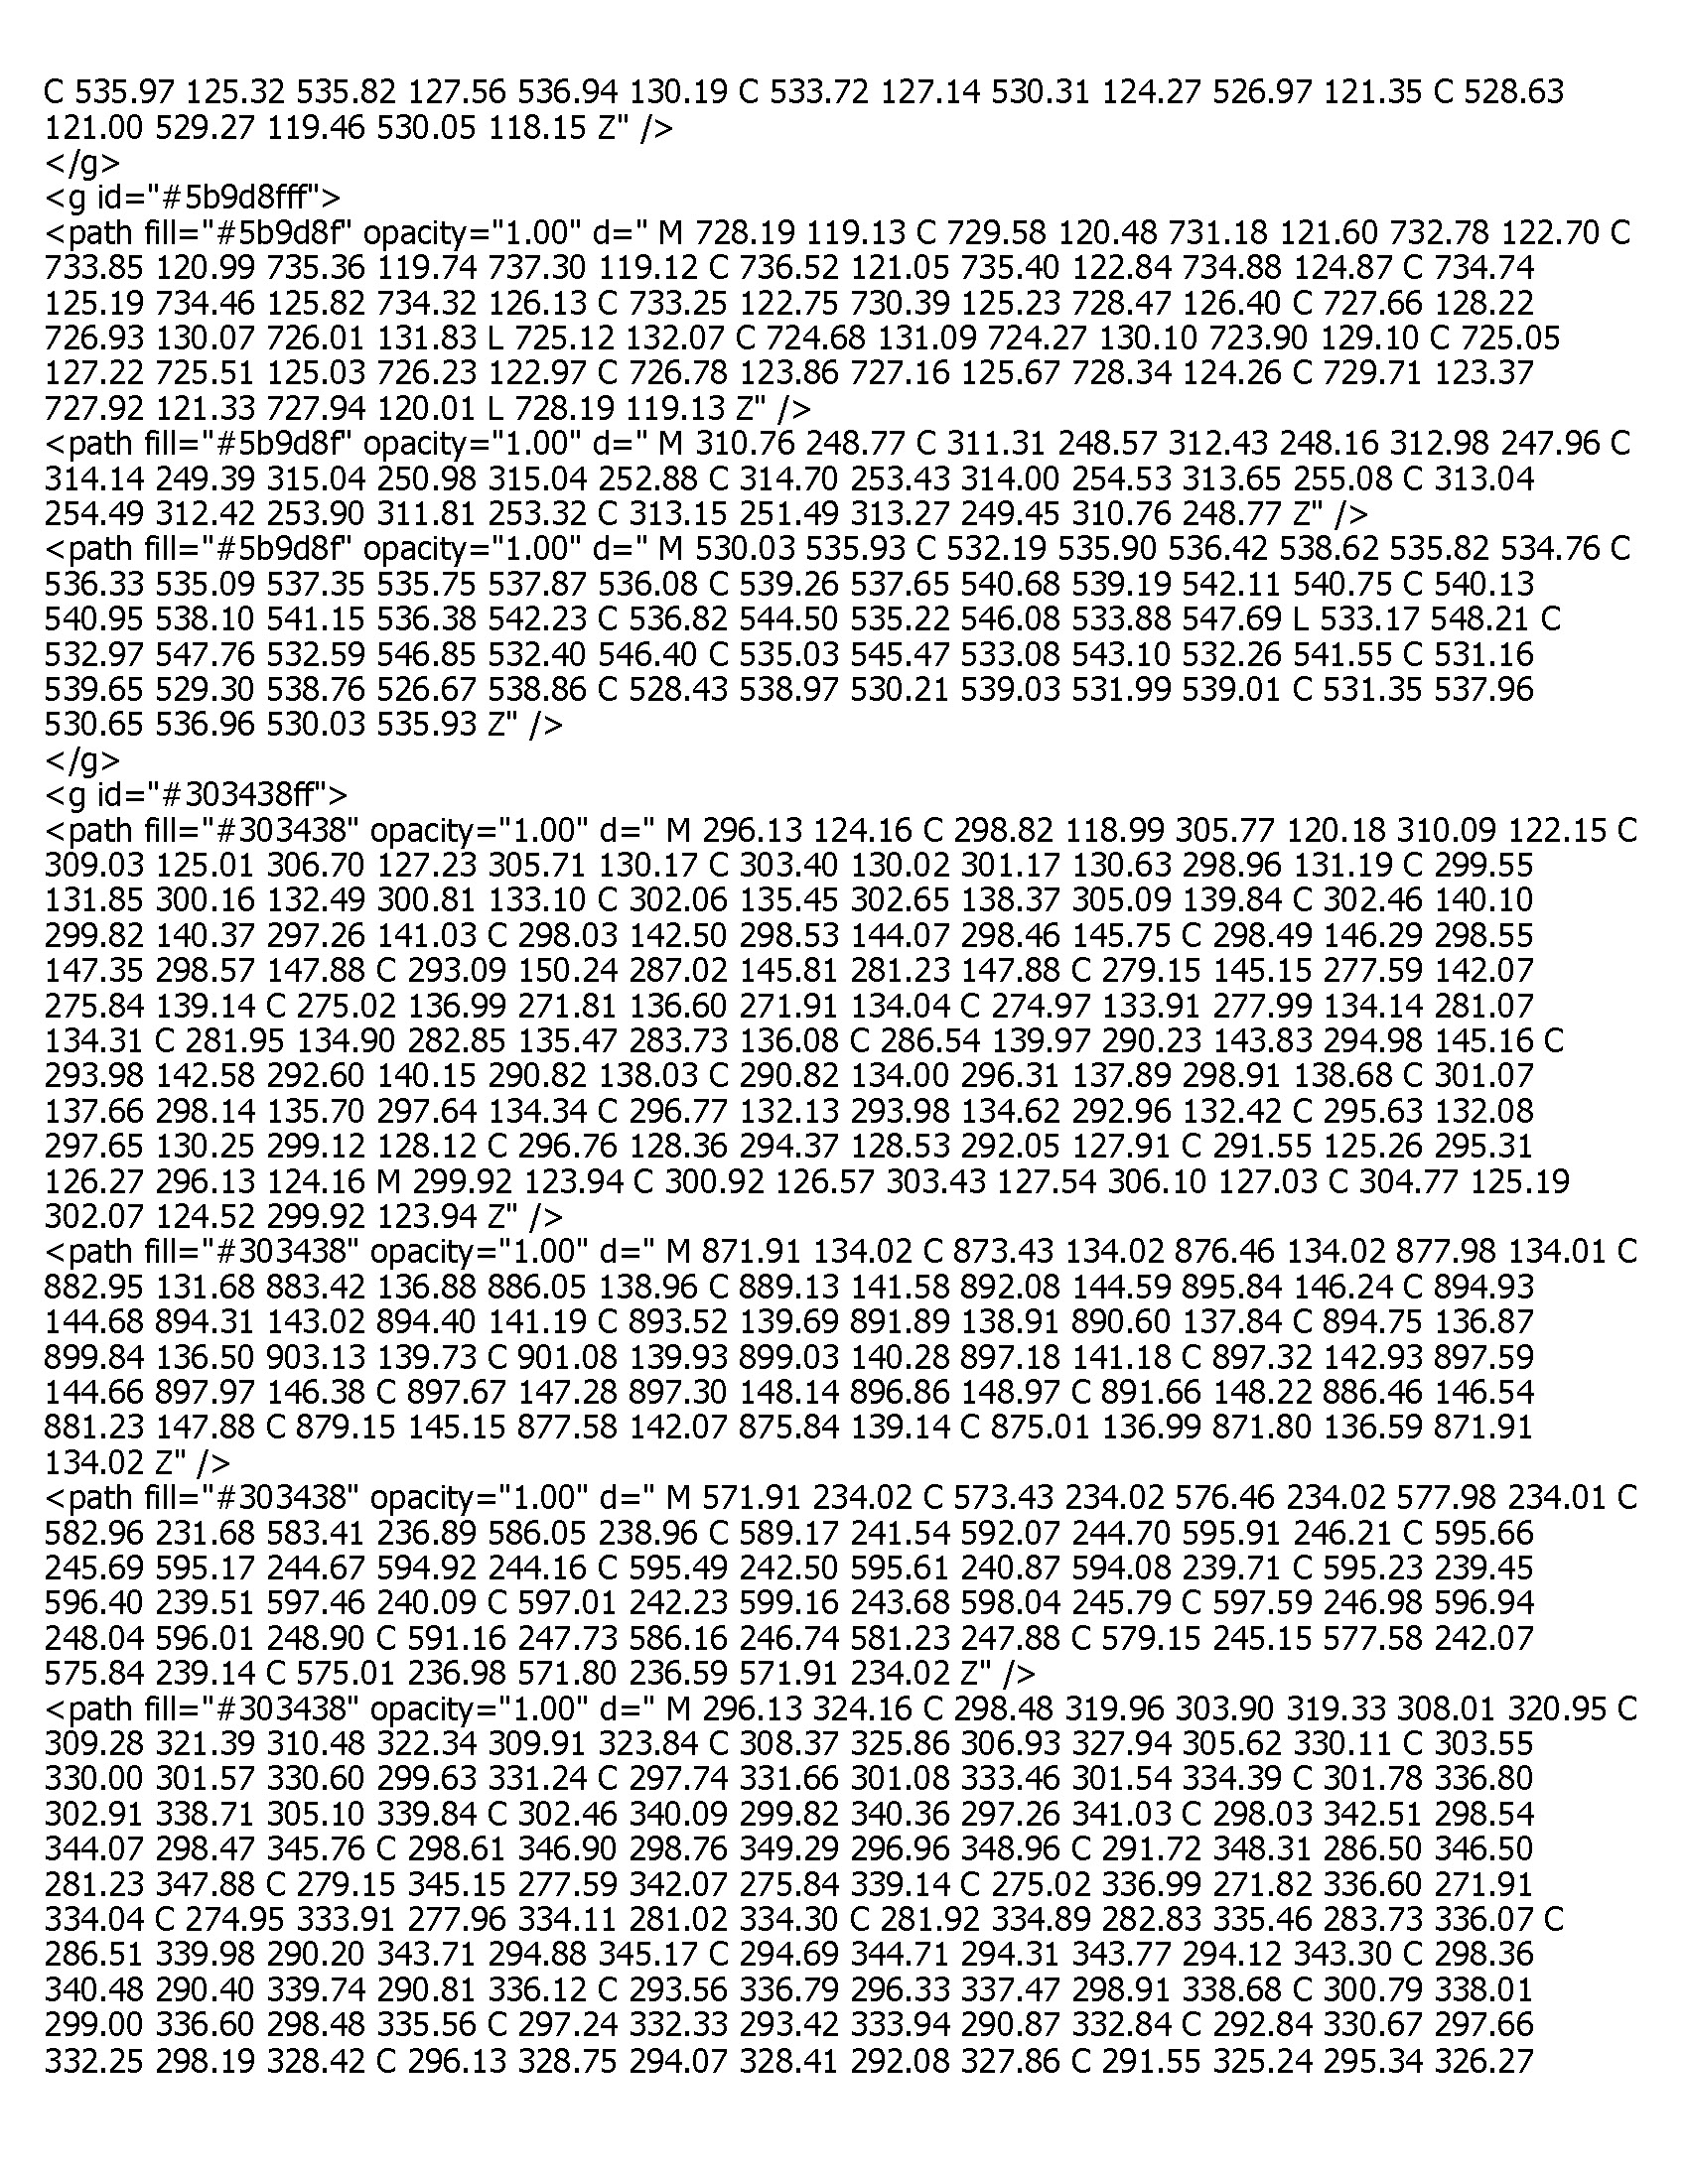 C 535.97 125.32 535.82 127.56 536.94 130.19 C 533.72 127.14 530.31 124.27 526.97 121.35 C 528.63
121.00 529.27 119.46 530.05 118.15 Z" />
</g>
<g id="#5b9d8fff">
<path fill="#5b9d8f" opacity="1.00" d=" M 728.19 119.13 C 729.58 120.48 731.18 121.60 732.78 122.70 C
733.85 120.99 735.36 119.74 737.30 119.12 C 736.52 121.05 735.40 122.84 734.88 124.87 C 734.74
125.19 734.46 125.82 734.32 126.13 C 733.25 122.75 730.39 125.23 728.47 126.40 C 727.66 128.22
726.93 130.07 726.01 131.83 L 725.12 132.07 C 724.68 131.09 724.27 130.10 723.90 129.10 C 725.05
127.22 725.51 125.03 726.23 122.97 C 726.78 123.86 727.16 125.67 728.34 124.26 C 729.71 123.37
727.92 121.33 727.94 120.01 L 728.19 119.13 Z" />
<path fill="#5b9d8f" opacity="1.00" d=" M 310.76 248.77 C 311.31 248.57 312.43 248.16 312.98 247.96 C
314.14 249.39 315.04 250.98 315.04 252.88 C 314.70 253.43 314.00 254.53 313.65 255.08 C 313.04
254.49 312.42 253.90 311.81 253.32 C 313.15 251.49 313.27 249.45 310.76 248.77 Z" />
<path fill="#5b9d8f" opacity="1.00" d=" M 530.03 535.93 C 532.19 535.90 536.42 538.62 535.82 534.76 C
536.33 535.09 537.35 535.75 537.87 536.08 C 539.26 537.65 540.68 539.19 542.11 540.75 C 540.13
540.95 538.10 541.15 536.38 542.23 C 536.82 544.50 535.22 546.08 533.88 547.69 L 533.17 548.21 C
532.97 547.76 532.59 546.85 532.40 546.40 C 535.03 545.47 533.08 543.10 532.26 541.55 C 531.16
539.65 529.30 538.76 526.67 538.86 C 528.43 538.97 530.21 539.03 531.99 539.01 C 531.35 537.96
530.65 536.96 530.03 535.93 Z" />
</g>
<g id="#303438ff">
<path fill="#303438" opacity="1.00" d=" M 296.13 124.16 C 298.82 118.99 305.77 120.18 310.09 122.15 C
309.03 125.01 306.70 127.23 305.71 130.17 C 303.40 130.02 301.17 130.63 298.96 131.19 C 299.55
131.85 300.16 132.49 300.81 133.10 C 302.06 135.45 302.65 138.37 305.09 139.84 C 302.46 140.10
299.82 140.37 297.26 141.03 C 298.03 142.50 298.53 144.07 298.46 145.75 C 298.49 146.29 298.55
147.35 298.57 147.88 C 293.09 150.24 287.02 145.81 281.23 147.88 C 279.15 145.15 277.59 142.07
275.84 139.14 C 275.02 136.99 271.81 136.60 271.91 134.04 C 274.97 133.91 277.99 134.14 281.07
134.31 C 281.95 134.90 282.85 135.47 283.73 136.08 C 286.54 139.97 290.23 143.83 294.98 145.16 C
293.98 142.58 292.60 140.15 290.82 138.03 C 290.82 134.00 296.31 137.89 298.91 138.68 C 301.07
137.66 298.14 135.70 297.64 134.34 C 296.77 132.13 293.98 134.62 292.96 132.42 C 295.63 132.08
297.65 130.25 299.12 128.12 C 296.76 128.36 294.37 128.53 292.05 127.91 C 291.55 125.26 295.31
126.27 296.13 124.16 M 299.92 123.94 C 300.92 126.57 303.43 127.54 306.10 127.03 C 304.77 125.19
302.07 124.52 299.92 123.94 Z" />
<path fill="#303438" opacity="1.00" d=" M 871.91 134.02 C 873.43 134.02 876.46 134.02 877.98 134.01 C
882.95 131.68 883.42 136.88 886.05 138.96 C 889.13 141.58 892.08 144.59 895.84 146.24 C 894.93
144.68 894.31 143.02 894.40 141.19 C 893.52 139.69 891.89 138.91 890.60 137.84 C 894.75 136.87
899.84 136.50 903.13 139.73 C 901.08 139.93 899.03 140.28 897.18 141.18 C 897.32 142.93 897.59
144.66 897.97 146.38 C 897.67 147.28 897.30 148.14 896.86 148.97 C 891.66 148.22 886.46 146.54
881.23 147.88 C 879.15 145.15 877.58 142.07 875.84 139.14 C 875.01 136.99 871.80 136.59 871.91
134.02 Z" />
<path fill="#303438" opacity="1.00" d=" M 571.91 234.02 C 573.43 234.02 576.46 234.02 577.98 234.01 C
582.96 231.68 583.41 236.89 586.05 238.96 C 589.17 241.54 592.07 244.70 595.91 246.21 C 595.66
245.69 595.17 244.67 594.92 244.16 C 595.49 242.50 595.61 240.87 594.08 239.71 C 595.23 239.45
596.40 239.51 597.46 240.09 C 597.01 242.23 599.16 243.68 598.04 245.79 C 597.59 246.98 596.94
248.04 596.01 248.90 C 591.16 247.73 586.16 246.74 581.23 247.88 C 579.15 245.15 577.58 242.07
575.84 239.14 C 575.01 236.98 571.80 236.59 571.91 234.02 Z" />
<path fill="#303438" opacity="1.00" d=" M 296.13 324.16 C 298.48 319.96 303.90 319.33 308.01 320.95 C
309.28 321.39 310.48 322.34 309.91 323.84 C 308.37 325.86 306.93 327.94 305.62 330.11 C 303.55
330.00 301.57 330.60 299.63 331.24 C 297.74 331.66 301.08 333.46 301.54 334.39 C 301.78 336.80
302.91 338.71 305.10 339.84 C 302.46 340.09 299.82 340.36 297.26 341.03 C 298.03 342.51 298.54
344.07 298.47 345.76 C 298.61 346.90 298.76 349.29 296.96 348.96 C 291.72 348.31 286.50 346.50
281.23 347.88 C 279.15 345.15 277.59 342.07 275.84 339.14 C 275.02 336.99 271.82 336.60 271.91
334.04 C 274.95 333.91 277.96 334.11 281.02 334.30 C 281.92 334.89 282.83 335.46 283.73 336.07 C
286.51 339.98 290.20 343.71 294.88 345.17 C 294.69 344.71 294.31 343.77 294.12 343.30 C 298.36
340.48 290.40 339.74 290.81 336.12 C 293.56 336.79 296.33 337.47 298.91 338.68 C 300.79 338.01
299.00 336.60 298.48 335.56 C 297.24 332.33 293.42 333.94 290.87 332.84 C 292.84 330.67 297.66
332.25 298.19 328.42 C 296.13 328.75 294.07 328.41 292.08 327.86 C 291.55 325.24 295.34 326.27